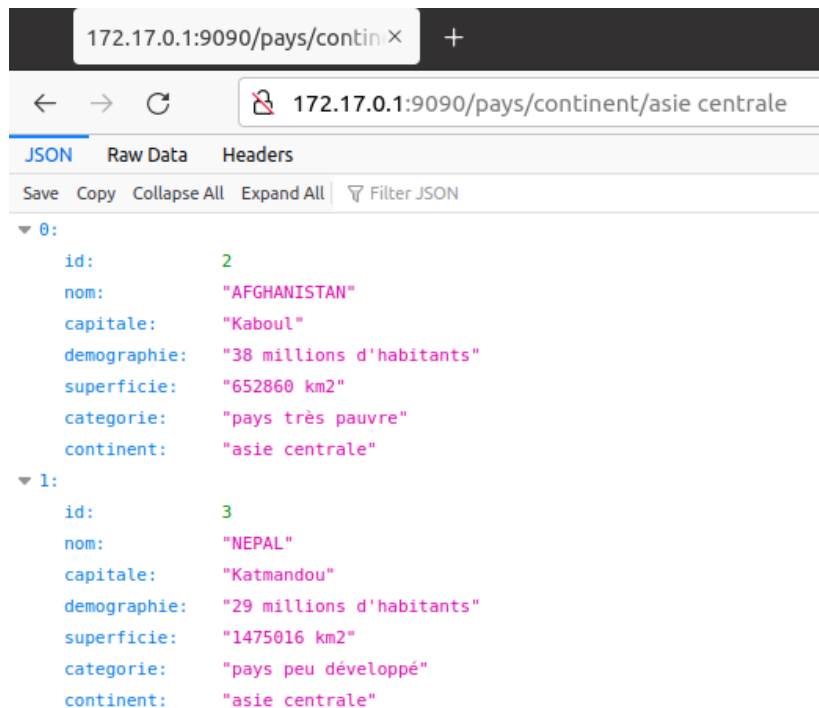 172.17.0.1:9090/pays/contin
172.17.0.1:9090/pays/continent/asie centrale
JSON Raw Data Headers
Save Copy Collapse All Expand All Filter JSON
0:
id: 2
nom: "AFGHANISTAN"
capitale: "Kaboul"
demographie: "38 millions d'habitants"
superficie: "652860 km2"
categorie: "pays très pauvre"
continent: "asie centrale"
1:
id: 3
nom: "NEPAL"
capitale: "Katmandou"
demographie: "29 millions d'habitants"
superficie: "1475016 km2"
categorie: "pays peu développé"
continent: "asie centrale"